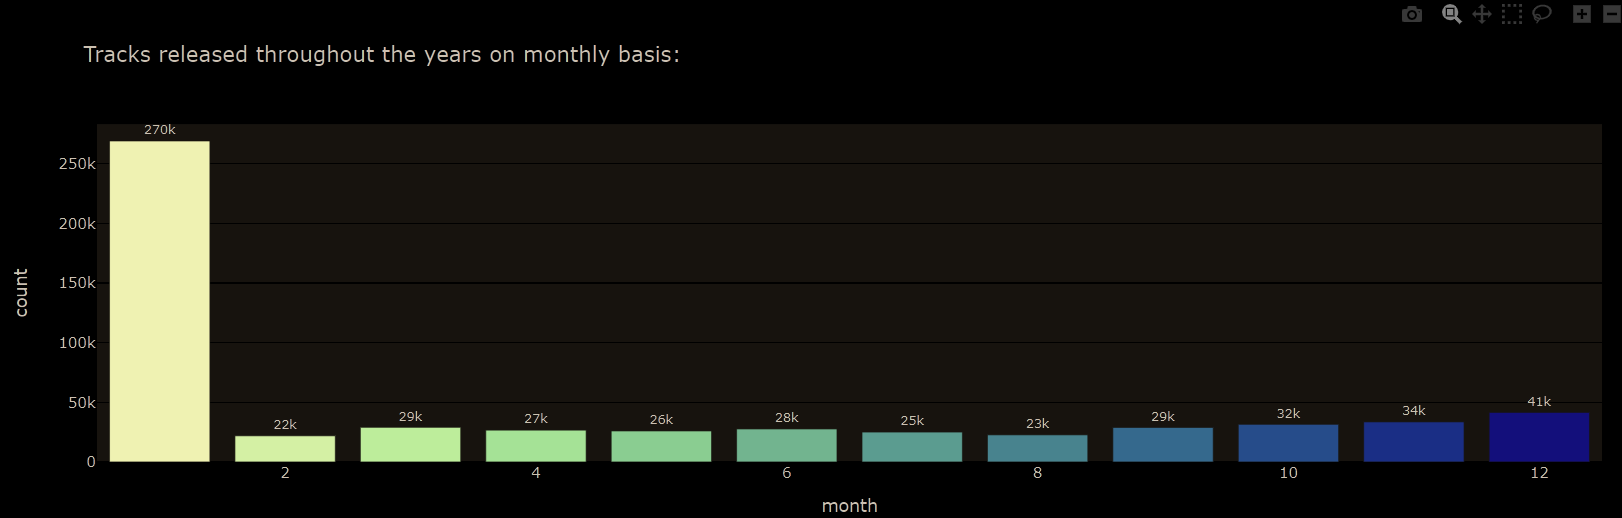 Tracks released throughout the years on monthly basis:
270k
250k
200k
150k
100k
50k
0
count
22k
29k
27k
26k
28k
25k
23k
29k
32k
34k
41k
2
4
6
8
10
12
month